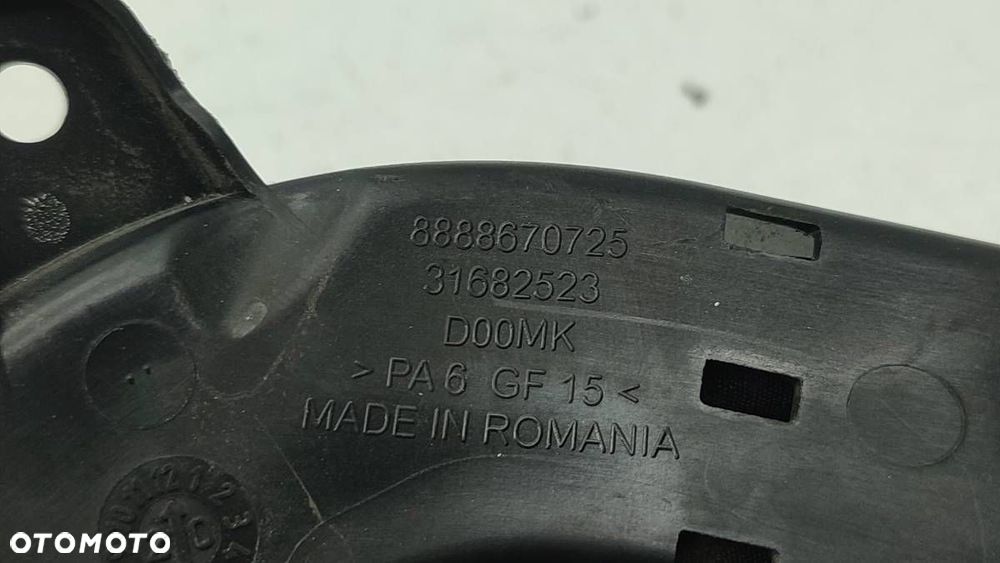 8888670725
31682523
D00MK
> PA 6 GF 15 <
MADE IN ROMANIA
OTOMOTO